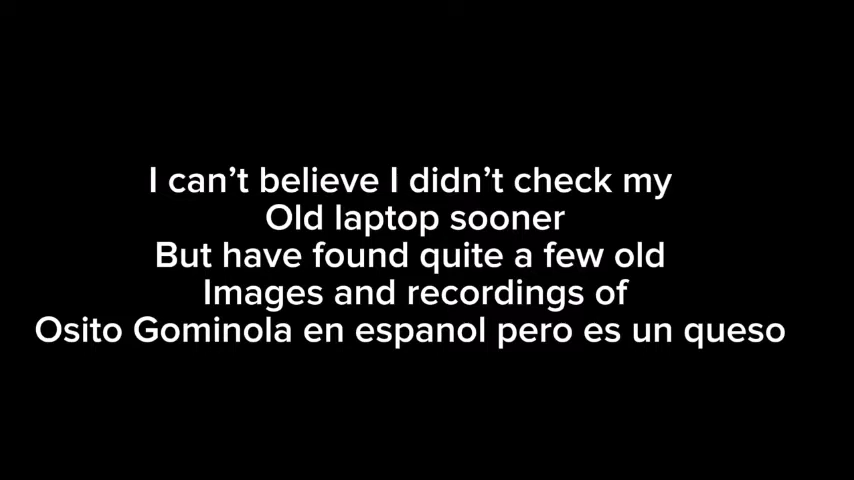 I can’t believe I didn’t check my
Old laptop sooner
But have found quite a few old
Images and recordings of
Osito Gominola en espanol pero es un queso